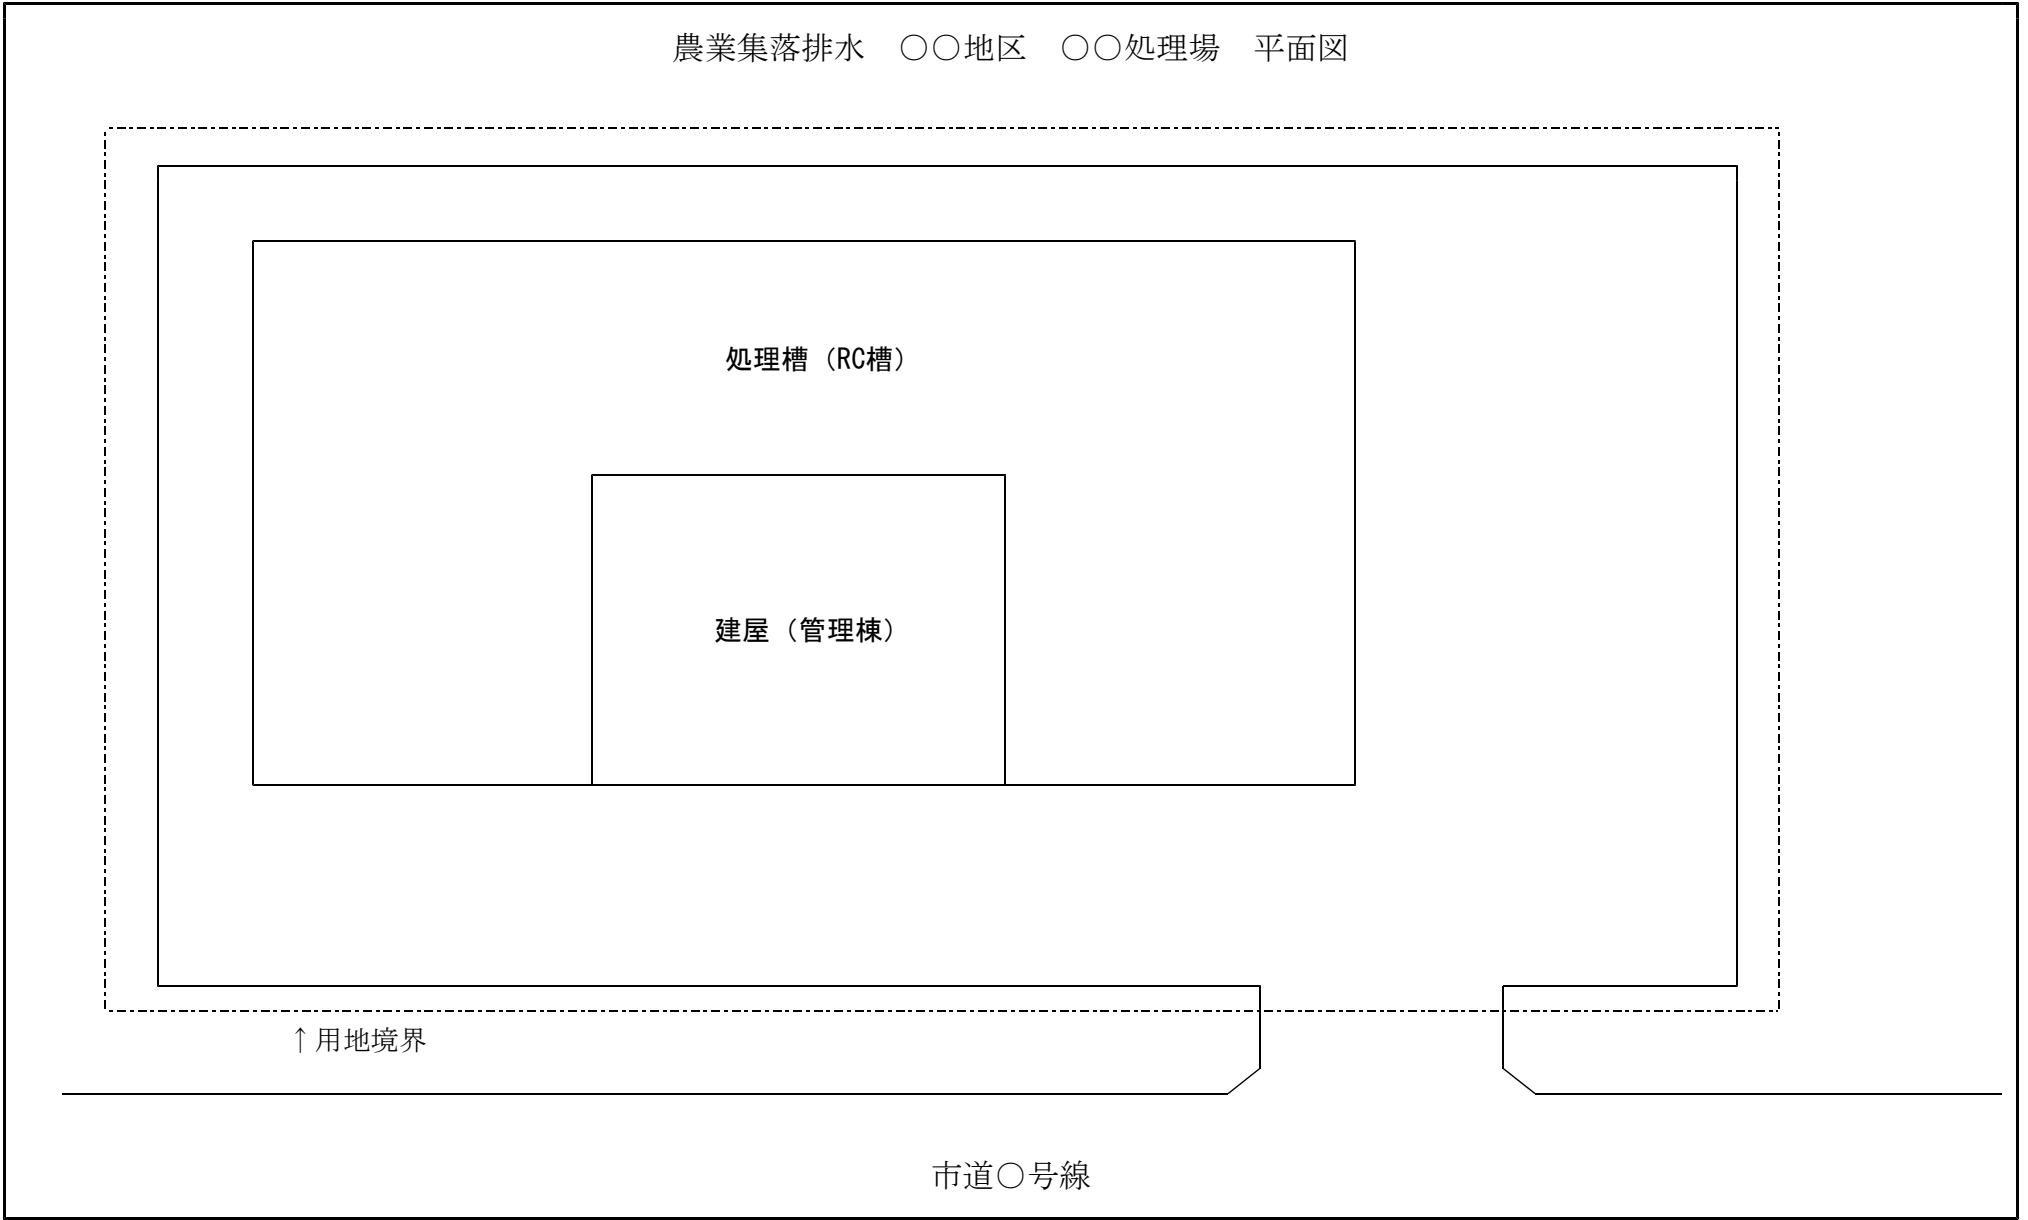 農業集落排水　○○地区　○○処理場　平面図
処理槽（RC槽）
建屋（管理棟）
↑用地境界
市道○号線